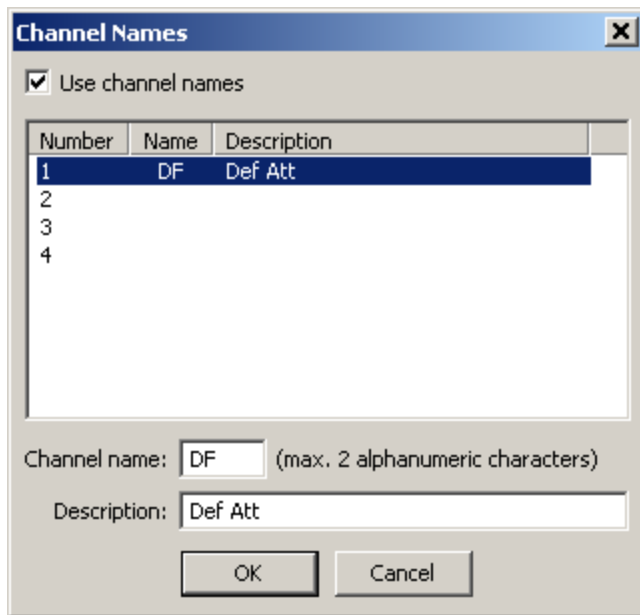 Channel Names
Use channel names
Number Name Description
1 DF Def Att
2
3
4
Channel name: DF (max. 2 alphanumeric characters)
Description: Def Att
OK Cancel